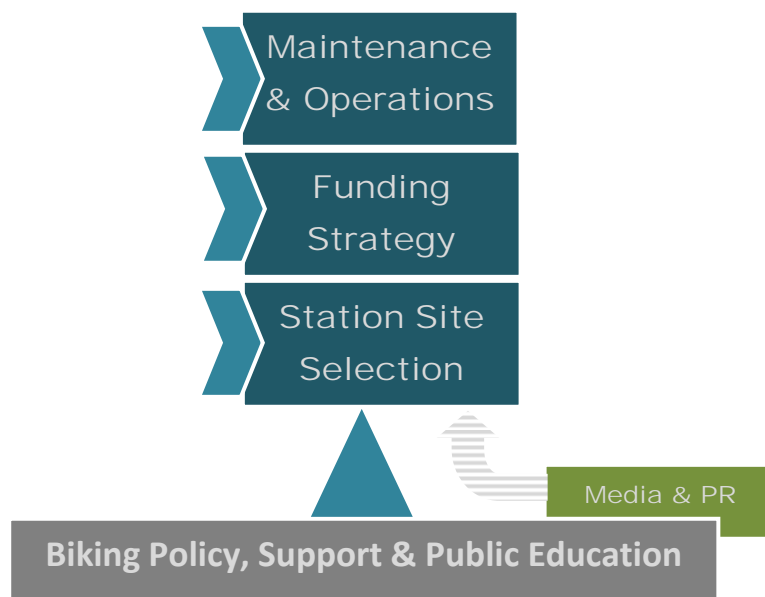 Maintenance
& Operations
Funding
Strategy
Station Site
Selection
Media & PR
Biking Policy, Support & Public Education